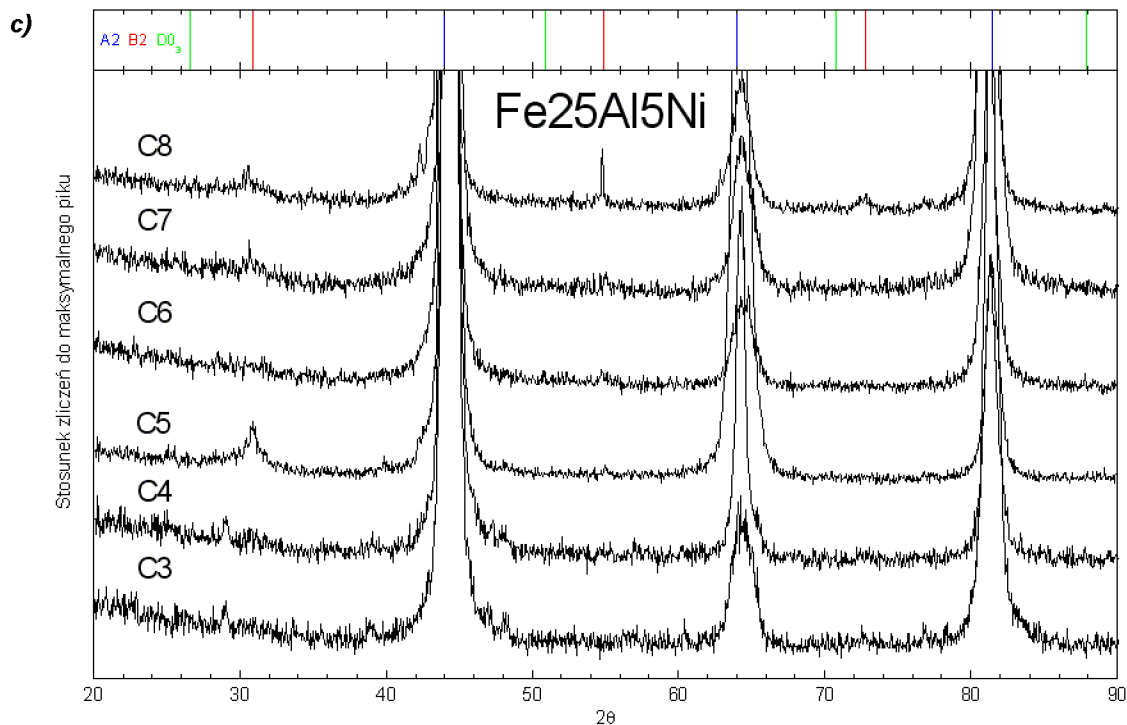 c)
A2 B2 D0₃
Fe25Al5Ni
C8
C7
C6
C5
C4
C3
Stosunek zliczeń do maksymalnego piku
20 30 40 50 60 70 80 90
2θ